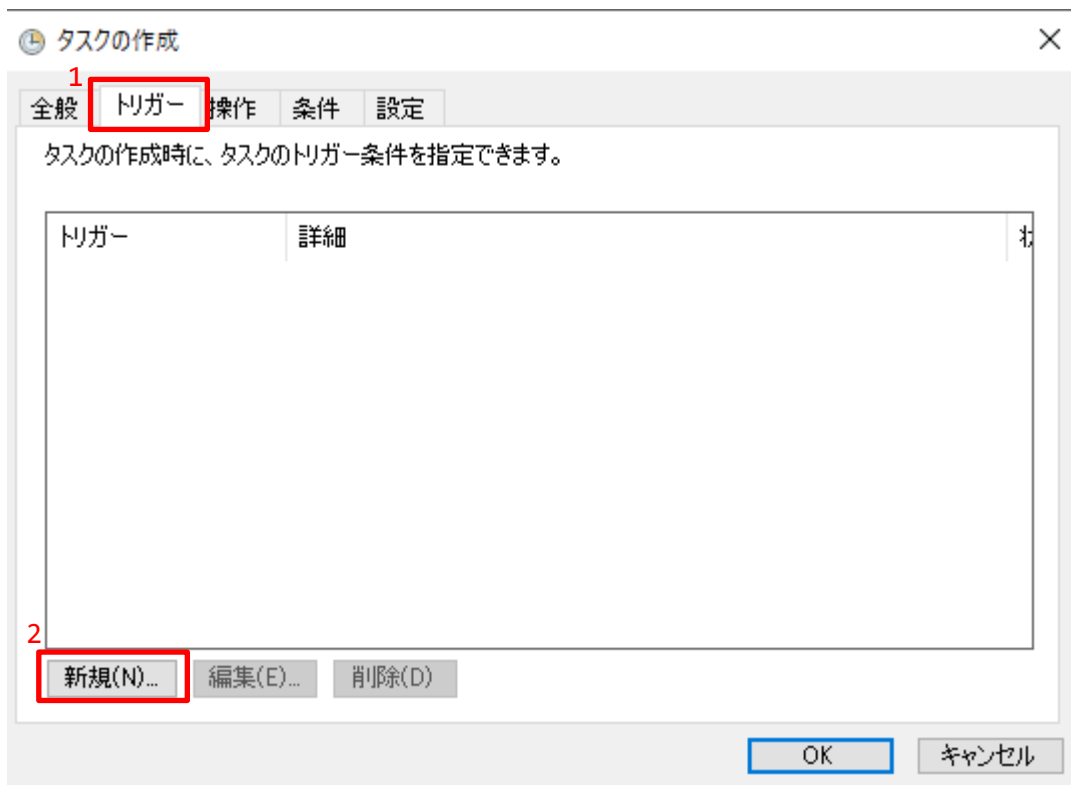 タスクの作成
1
全般 トリガー 操作 条件 設定
タスクの作成時に、タスクのトリガー条件を指定できます。
トリガー 詳細
2
新規(N)... 編集(E)... 削除(D)
OK キャンセル